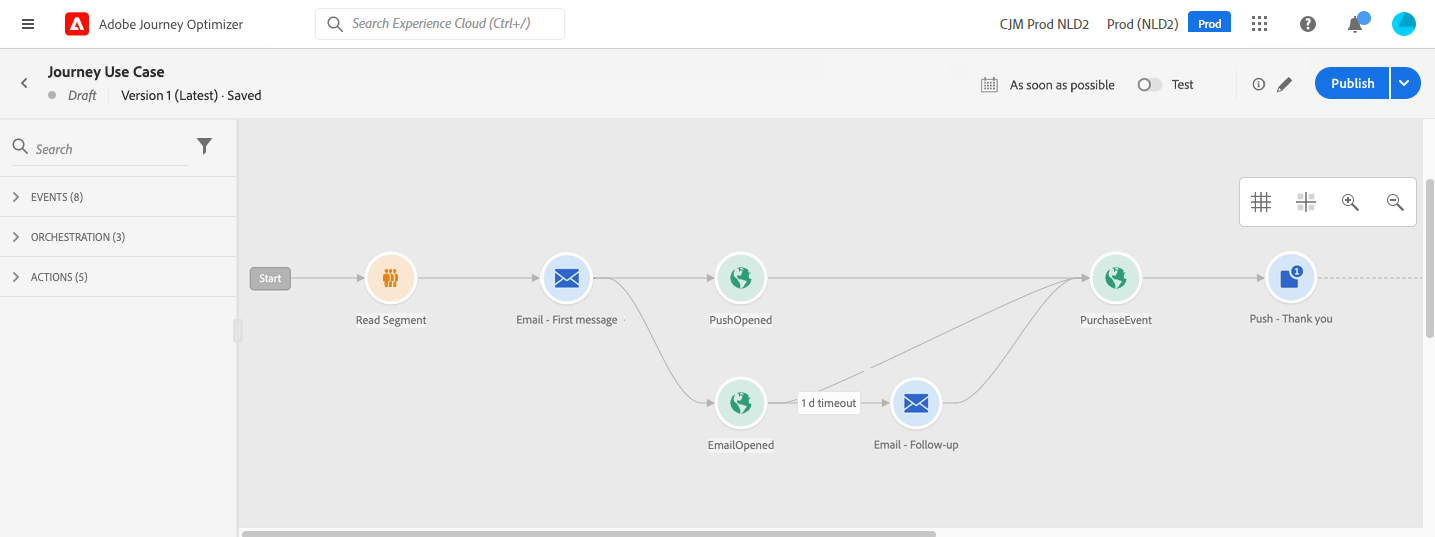 Adobe Journey Optimizer
Search Experience Cloud (Ctrl+/)
CJM Prod NLD2
Prod (NLD2)
Prod
Journey Use Case
Draft
Version 1 (Latest) · Saved
As soon as possible
Test
Publish
Search
EVENTS (8)
ORCHESTRATION (3)
ACTIONS (5)
Start
Read Segment
Email - First message
PushOpened
PurchaseEvent
1
Push - Thank you
1 d timeout
EmailOpened
Email - Follow-up